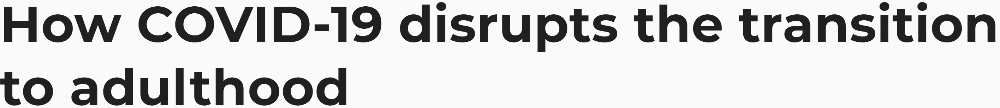 How COVID-19 disrupts the transition
to adulthood